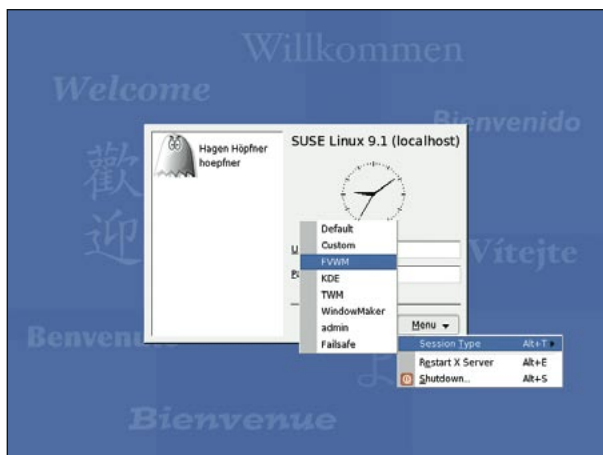 Willkommen
Welcome
Bienvenido
歡
迎
Hagen Höpfner
hoepfner
SUSE Linux 9.1 (localhost)
Default
Custom
FVWM
KDE
TWM
WindowMaker
admin
Failsafe
Menu
Session Type Alt+T
Restart X Server Alt+E
Shutdown... Alt+S
Vítejte
Bienvenue